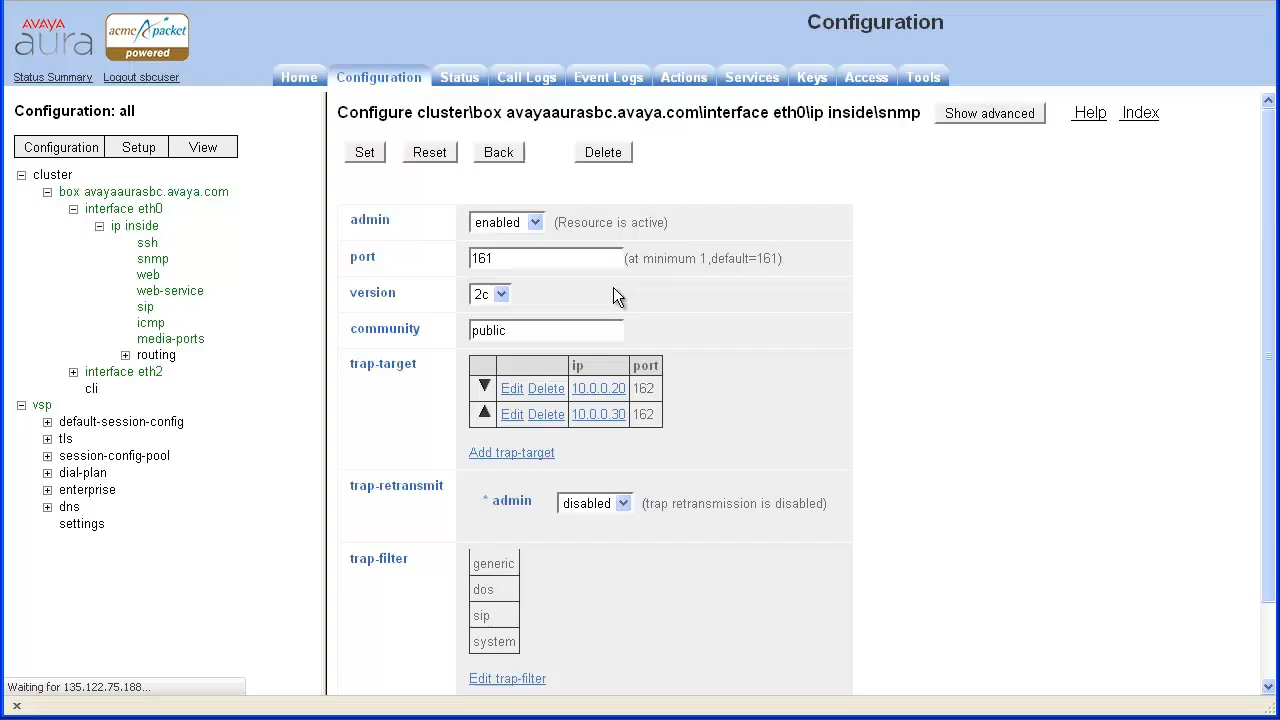 AVAYA
aura
acme packet
powered
Configuration
Status Summary Logout sbcuser
Home Configuration Status Call Logs Event Logs Actions Services Keys Access Tools
Configuration: all
Configuration Setup View
cluster
box avayaaurasbc.avaya.com
interface eth0
ip inside
ssh
snmp
web
web-service
sip
icmp
media-ports
routing
interface eth2
cli
vsp
default-session-config
tls
session-config-pool
dial-plan
enterprise
dns
settings
Configure cluster\box avayaaurasbc.avaya.com\interface eth0\ip inside\snmp Show advanced Help Index
Set Reset Back Delete
admin enabled (Resource is active)
port 161 (at minimum 1,default=161)
version 2c
community public
trap-target ip port
Edit Delete 10.0.0.20 162
Edit Delete 10.0.0.30 162
Add trap-target
trap-retransmit * admin disabled (trap retransmission is disabled)
trap-filter generic
dos
sip
system
Edit trap-filter
Waiting for 135.122.75.188...